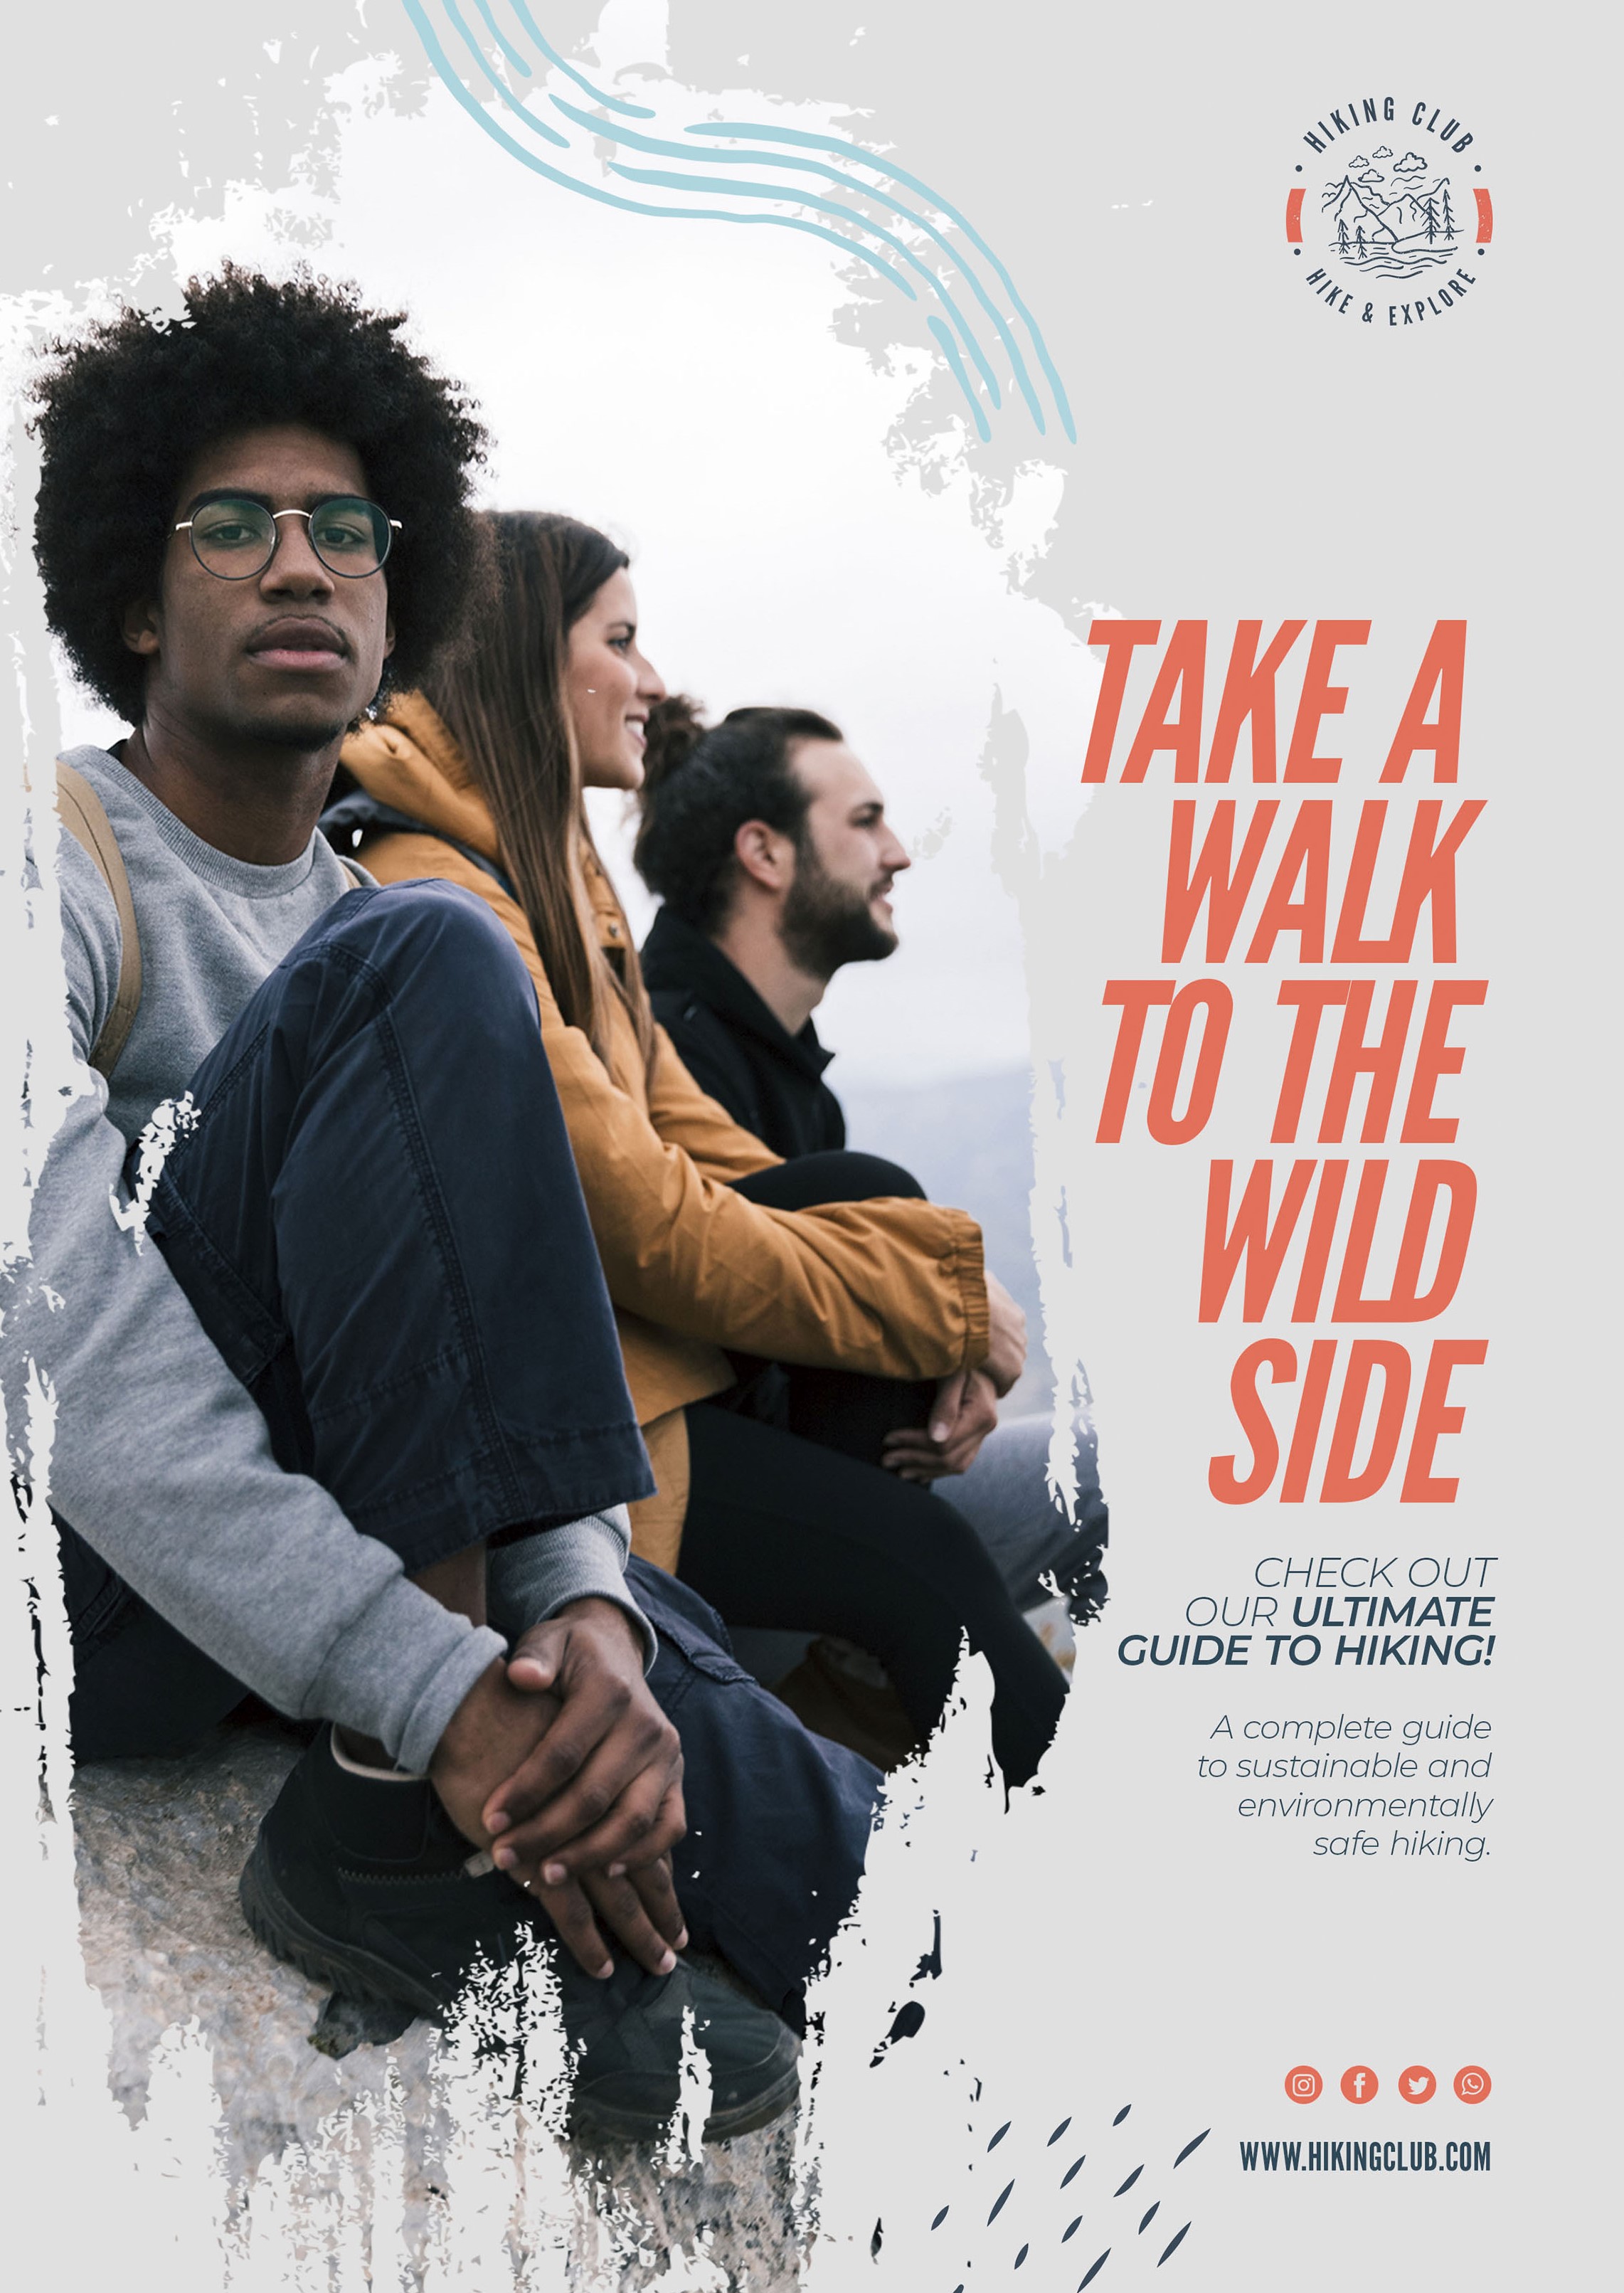 HIKING CLUB
HIKE & EXPLORE
TAKE A
WALK
TO THE
WILD
SIDE
CHECK OUT
OUR ULTIMATE
GUIDE TO HIKING!
A complete guide
to sustainable and
environmentally
safe hiking.
WWW.HIKINGCLUB.COM